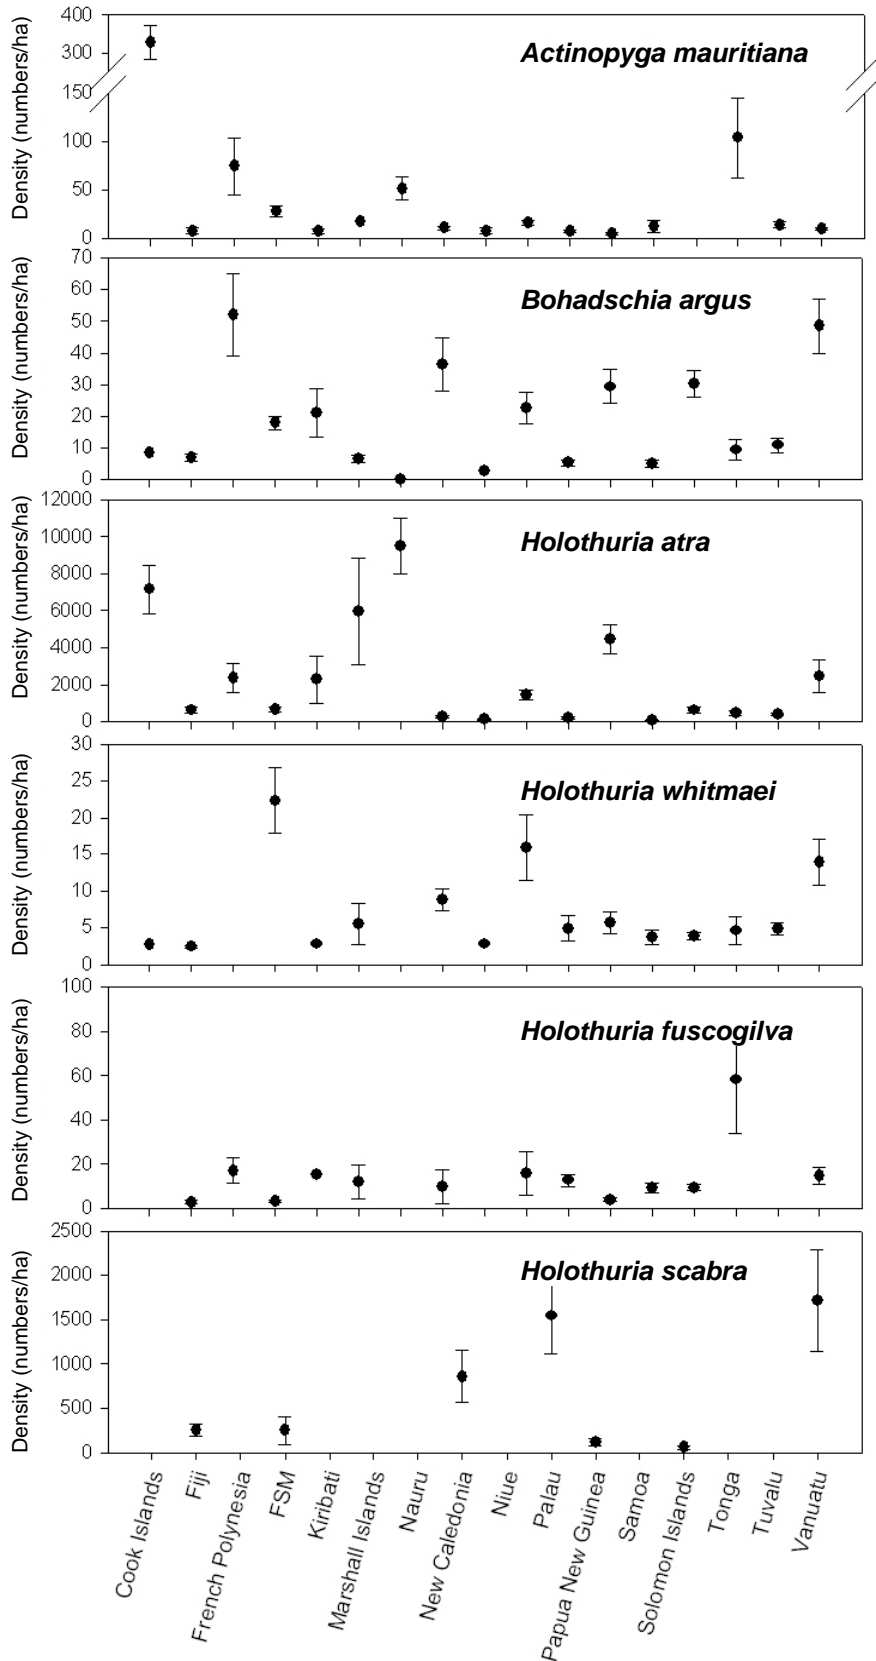 400
300
150
100
50
0
Density (numbers/ha)
Actinopyga mauritiana
70
60
50
40
30
20
10
0
Density (numbers/ha)
Bohadschia argus
12000
10000
8000
6000
4000
2000
0
Density (numbers/ha)
Holothuria atra
30
25
20
15
10
5
0
Density (numbers/ha)
Holothuria whitmaei
100
80
60
40
20
0
Density (numbers/ha)
Holothuria fuscogilva
2500
2000
1500
1000
500
0
Density (numbers/ha)
Holothuria scabra
Cook Islands
Fiji
French Polynesia
FSM
Kiribati
Marshall Islands
Nauru
New Caledonia
Niue
Palau
Papua New Guinea
Samoa
Solomon Islands
Tonga
Tuvalu
Vanuatu